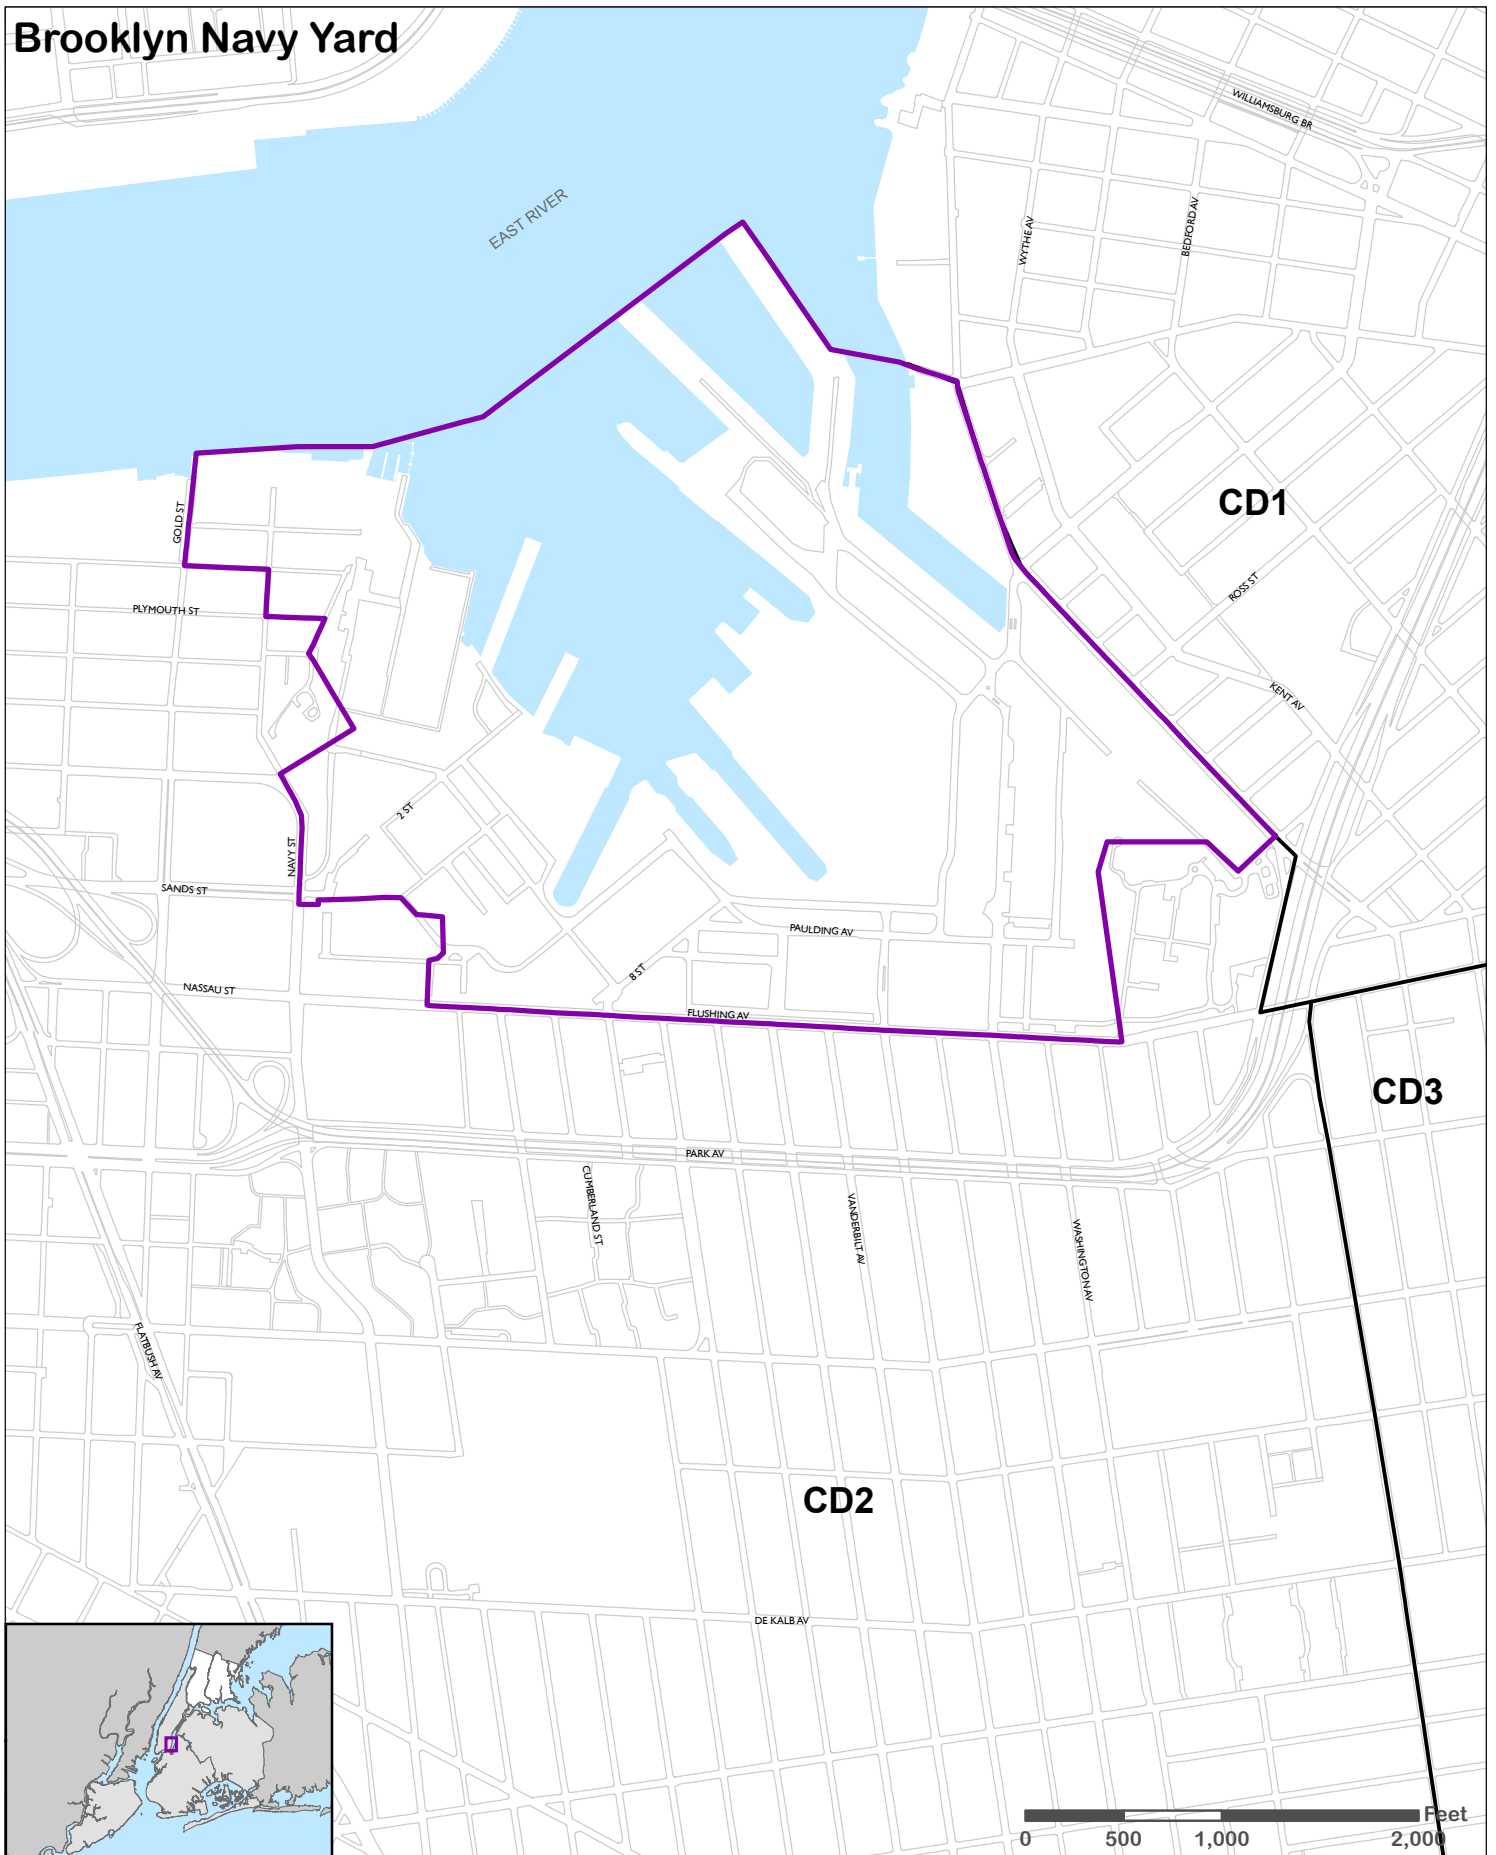 Brooklyn Navy Yard
WILLIAMSBURG BR
EAST RIVER
WYTHE AV
BEDFORD AV
CD1
GOLD ST
PLYMOUTH ST
ROSS ST
KENT AV
2 ST
NAVY ST
SANDS ST
PAULDING AV
8 ST
NASSAU ST
FLUSHING AV
CD3
PARK AV
CUMBERLAND ST
VANDERBILT AV
WASHINGTON AV
FLATBUSH AV
CD2
DE KALB AV
Feet
0 500 1,000 2,000